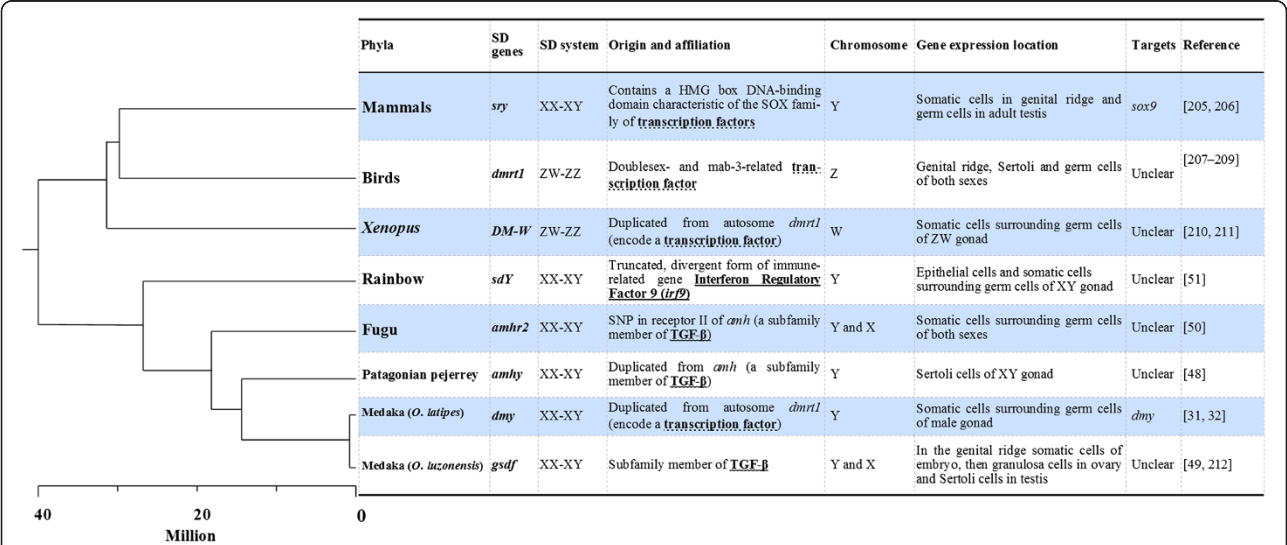 Phyla SD genes SD system Origin and affiliation Chromosome Gene expression location Targets Reference
Mammals sry XX-XY Contains a HMG box DNA-binding domain characteristic of the SOX fami-ly of transcription factors Y Somatic cells in genital ridge and germ cells in adult testis sox9 [205, 206]
Birds dmrt1 ZW-ZZ Doublesex- and mab-3-related tran-scription factor Z Genital ridge, Sertoli and germ cells of both sexes Unclear [207–209]
Xenopus DM-W ZW-ZZ Duplicated from autosome dmrt1 (encode a transcription factor) W Somatic cells surrounding germ cells of ZW gonad Unclear [210, 211]
Rainbow sdY XX-XY Truncated, divergent form of immune-related gene Interferon Regulatory Factor 9 (irf9) Y Epithelial cells and somatic cells surrounding germ cells of XY gonad Unclear [51]
Fugu amhr2 XX-XY SNP in receptor II of amh (a subfamily member of TGF-β) Y and X Somatic cells surrounding germ cells of both sexes Unclear [50]
Patagonian pejerrey amhy XX-XY Duplicated from amh (a subfamily member of TGF-β) Y Sertoli cells of XY gonad Unclear [48]
Medaka (O. latipes) dmy XX-XY Duplicated from autosome dmrt1 (encode a transcription factor) Y Somatic cells surrounding germ cells of male gonad dmy [31, 32]
Medaka (O. luzonensis) gsdf XX-XY Subfamily member of TGF-β Y and X In the genital ridge somatic cells of embryo, then granulosa cells in ovary and Sertoli cells in testis Unclear [49, 212]
40 20 0
Million